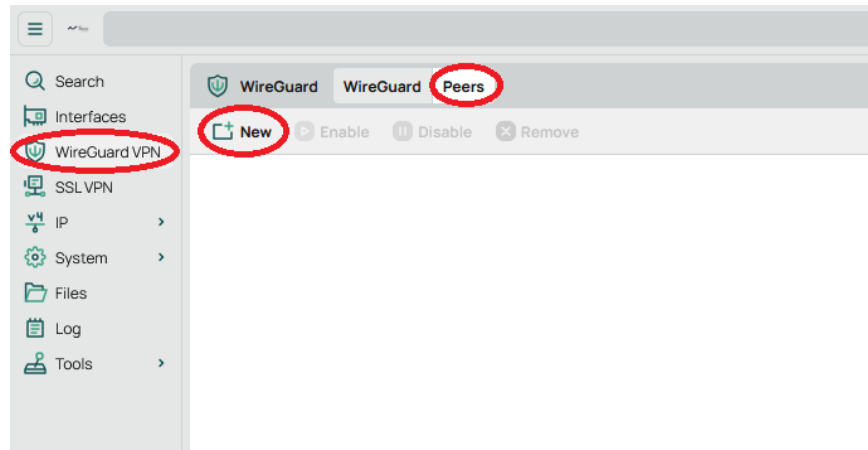 Search
Interfaces
WireGuard VPN
SSL VPN
IP
System
Files
Log
Tools
WireGuard WireGuard Peers
New Enable Disable Remove